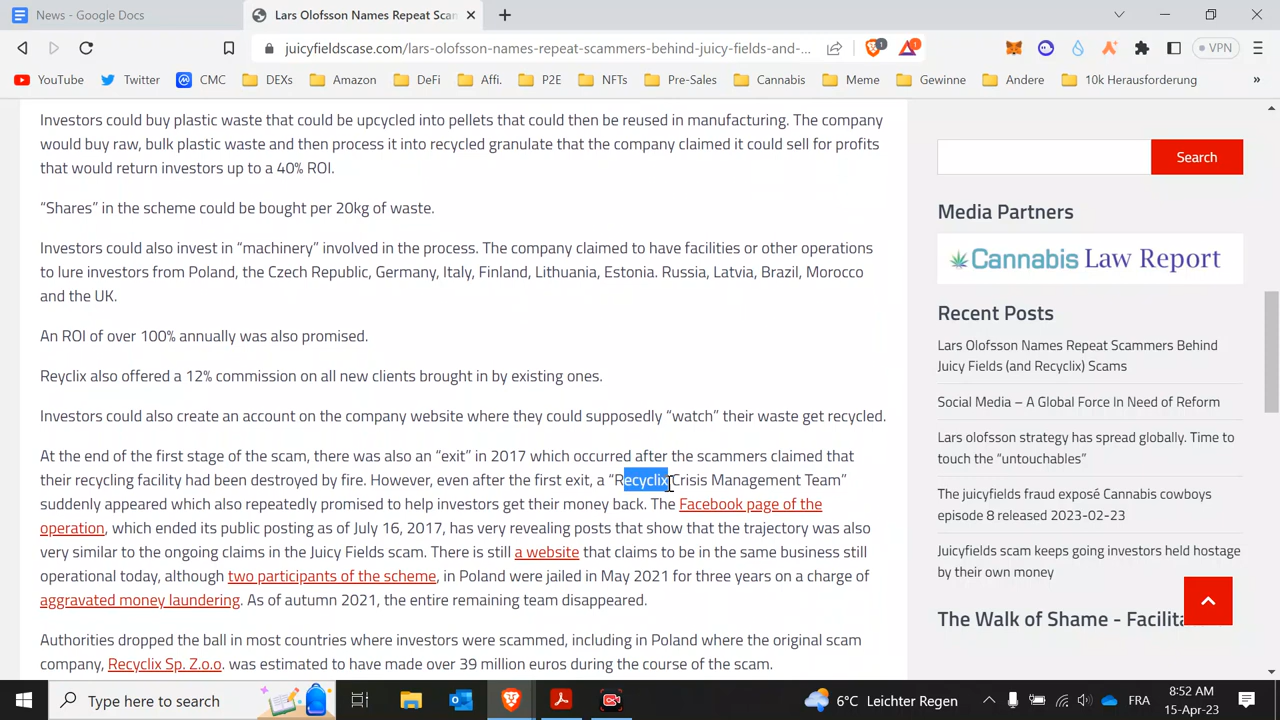 News - Google Docs
Lars Olofsson Names Repeat Scam
juicyfieldscase.com/lars-olofsson-names-repeat-scammers-behind-juicy-fields-and-...
1
1
VPN
YouTube
Twitter
CMC
DEXs
Amazon
DeFi
Affi.
P2E
NFTs
Pre-Sales
Cannabis
Meme
Gewinne
Andere
10k Herausforderung
»
Investors could buy plastic waste that could be upcycled into pellets that could then be reused in manufacturing. The company
would buy raw, bulk plastic waste and then process it into recycled granulate that the company claimed it could sell for profits
that would return investors up to a 40% ROI.
“Shares” in the scheme could be bought per 20kg of waste.
Investors could also invest in “machinery” involved in the process. The company claimed to have facilities or other operations
to lure investors from Poland, the Czech Republic, Germany, Italy, Finland, Lithuania, Estonia. Russia, Latvia, Brazil, Morocco
and the UK.
An ROI of over 100% annually was also promised.
Reyclix also offered a 12% commission on all new clients brought in by existing ones.
Investors could also create an account on the company website where they could supposedly “watch” their waste get recycled.
At the end of the first stage of the scam, there was also an “exit” in 2017 which occurred after the scammers claimed that
their recycling facility had been destroyed by fire. However, even after the first exit, a “Recyclix Crisis Management Team”
suddenly appeared which also repeatedly promised to help investors get their money back. The Facebook page of the
operation, which ended its public posting as of July 16, 2017, has very revealing posts that show that the trajectory was also
very similar to the ongoing claims in the Juicy Fields scam. There is still a website that claims to be in the same business still
operational today, although two participants of the scheme, in Poland were jailed in May 2021 for three years on a charge of
aggravated money laundering. As of autumn 2021, the entire remaining team disappeared.
Authorities dropped the ball in most countries where investors were scammed, including in Poland where the original scam
company, Recyclix Sp. Z.o.o. was estimated to have made over 39 million euros during the course of the scam.
Search
Media Partners
Cannabis Law Report
Recent Posts
Lars Olofsson Names Repeat Scammers Behind
Juicy Fields (and Recyclix) Scams
Social Media – A Global Force In Need of Reform
Lars olofsson strategy has spread globally. Time to
touch the “untouchables”
The juicyfields fraud exposé Cannabis cowboys
episode 8 released 2023-02-23
Juicyfields scam keeps going investors held hostage
by their own money
The Walk of Shame - Facilita
Type here to search
6°C Leichter Regen
FRA
8:52 AM
15-Apr-23